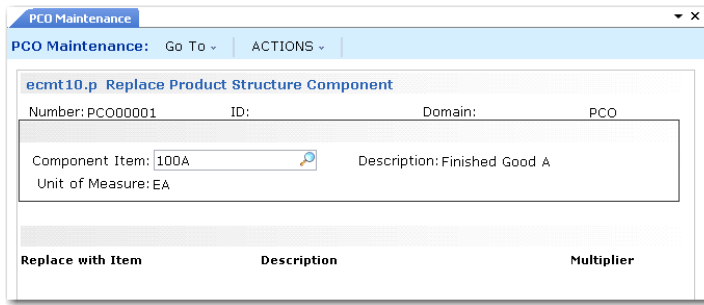 PCO Maintenance
PCO Maintenance: Go To ACTIONS
ecmt10.p Replace Product Structure Component
Number: PCO00001 ID: Domain: PCO
Component Item: 100A Description: Finished Good A
Unit of Measure: EA
Replace with Item Description Multiplier